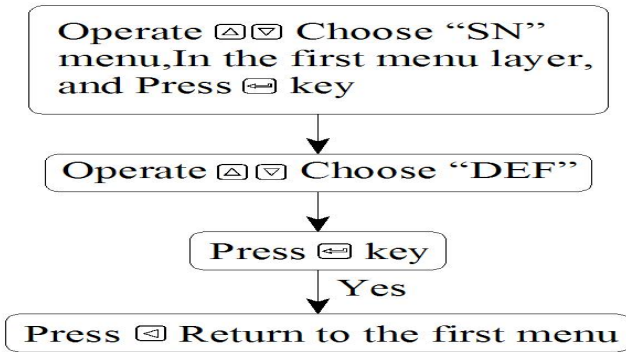 Operate △ ▽ Choose “SN”
menu,In the first menu layer,
and Press ↵ key
Operate △ ▽ Choose “DEF”
Press ↵ key
Yes
Press ◁ Return to the first menu